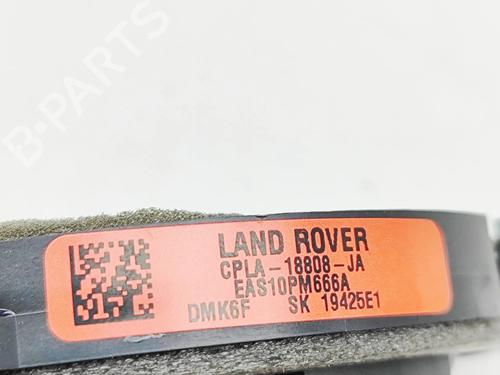 B-PARTS
LAND ROVER
CPLA-18808-JA
EAS10PM666A
DMK6F SK 19425E1